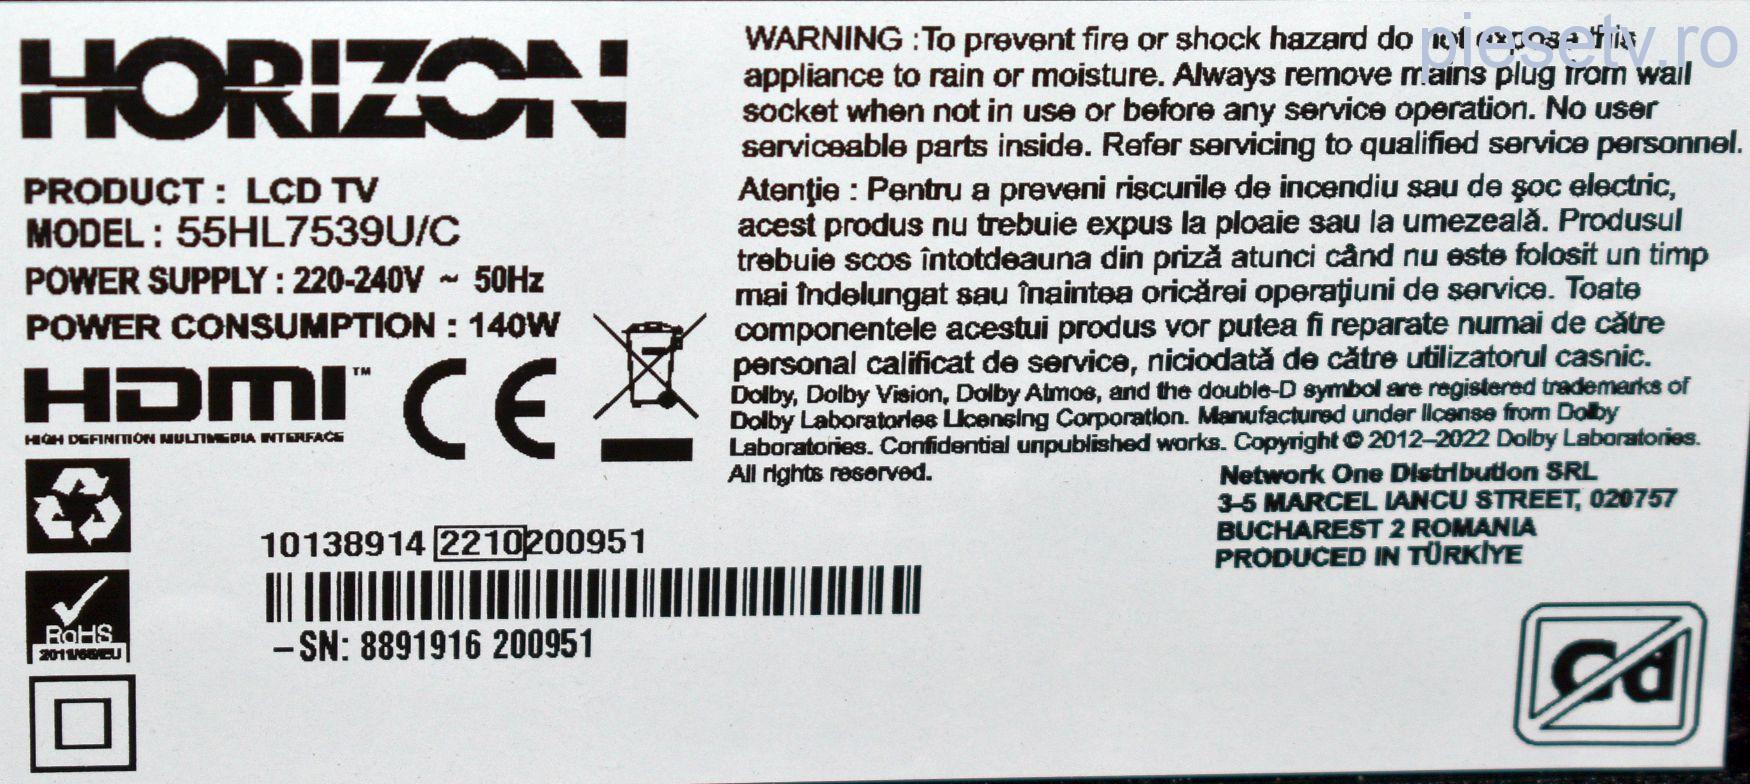 HORIZON
PRODUCT : LCD TV
MODEL : 55HL7539U/C
POWER SUPPLY : 220-240V ~ 50Hz
POWER CONSUMPTION : 140W
HDMI™
HIGH DEFINITION MULTIMEDIA INTERFACE
CE
RoHS
2011/65/EU
10138914 2210200951
–SN: 8891916 200951
piesetv.ro
WARNING :To prevent fire or shock hazard do not expose this
appliance to rain or moisture. Always remove mains plug from wall
socket when not in use or before any service operation. No user
serviceable parts inside. Refer servicing to qualified service personnel.
Atenţie : Pentru a preveni riscurile de incendiu sau de şoc electric,
acest produs nu trebuie expus la ploaie sau la umezeală. Produsul
trebuie scos întotdeauna din priză atunci când nu este folosit un timp
mai îndelungat sau înaintea oricărei operaţiuni de service. Toate
componentele acestui produs vor putea fi reparate numai de către
personal calificat de service, niciodată de către utilizatorul casnic.
Dolby, Dolby Vision, Dolby Atmos, and the double-D symbol are registered trademarks of
Dolby Laboratories Licensing Corporation. Manufactured under license from Dolby
Laboratories. Confidential unpublished works. Copyright © 2012–2022 Dolby Laboratories.
All rights reserved.
Network One Distribution SRL
3-5 MARCEL IANCU STREET, 020757
BUCHAREST 2 ROMANIA
PRODUCED IN TÜRKİYE
Pb